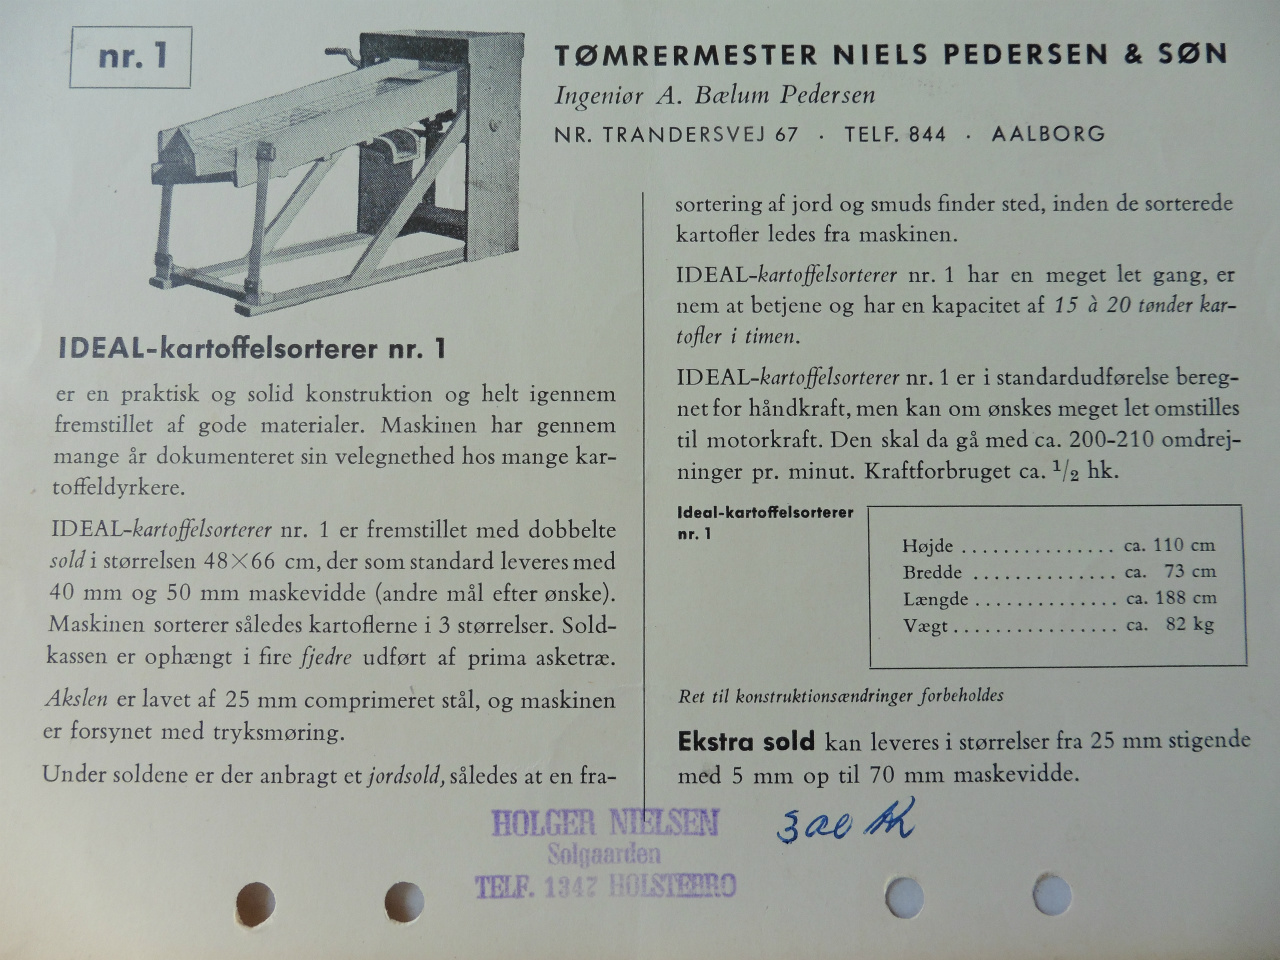 nr. 1
TØMRERMESTER NIELS PEDERSEN & SØN
Ingeniør A. Bælum Pedersen
NR. TRANDERSVEJ 67 · TELF. 844 · AALBORG
IDEAL-kartoffelsorterer nr. 1
er en praktisk og solid konstruktion og helt igennem
fremstillet af gode materialer. Maskinen har gennem
mange år dokumenteret sin velegnethed hos mange kar-
toffeldyrkere.
IDEAL-kartoffelsorterer nr. 1 er fremstillet med dobbelte
sold i størrelsen 48×66 cm, der som standard leveres med
40 mm og 50 mm maskevidde (andre mål efter ønske).
Maskinen sorterer således kartoflerne i 3 størrelser. Sold-
kassen er ophængt i fire fjedre udført af prima asketræ.
Akslen er lavet af 25 mm comprimeret stål, og maskinen
er forsynet med tryksmøring.
Under soldene er der anbragt et jordsold, således at en fra-
sortering af jord og smuds finder sted, inden de sorterede
kartofler ledes fra maskinen.
IDEAL-kartoffelsorterer nr. 1 har en meget let gang, er
nem at betjene og har en kapacitet af 15 à 20 tønder kar-
tofler i timen.
IDEAL-kartoffelsorterer nr. 1 er i standardudførelse bereg-
net for håndkraft, men kan om ønskes meget let omstilles
til motorkraft. Den skal da gå med ca. 200-210 omdrej-
ninger pr. minut. Kraftforbruget ca. 1/2 hk.
Ideal-kartoffelsorterer
nr. 1
Højde ............... ca. 110 cm
Bredde .............. ca. 73 cm
Længde .............. ca. 188 cm
Vægt ................ ca. 82 kg
Ret til konstruktionsændringer forbeholdes
Ekstra sold kan leveres i størrelser fra 25 mm stigende
med 5 mm op til 70 mm maskevidde.
HOLGER NIELSEN
Solgaarden
TELF. 1347 HOLSTEBRO